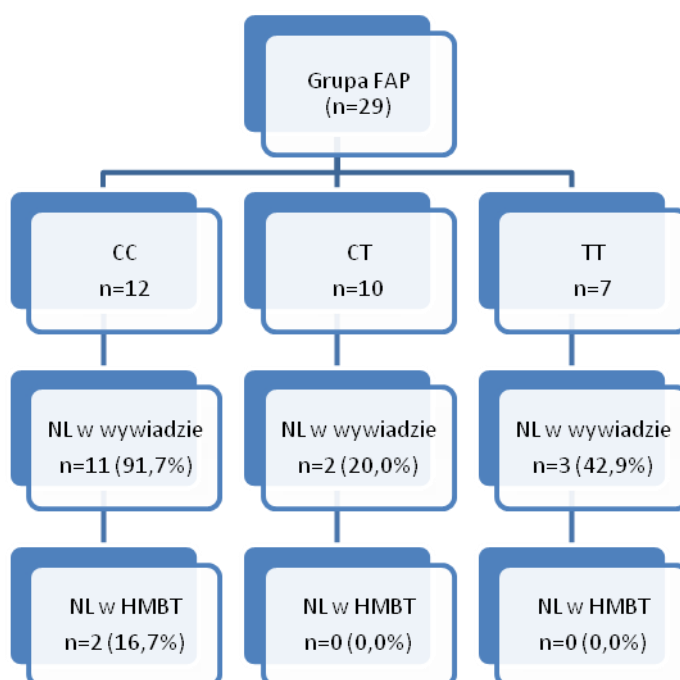 Grupa FAP
(n=29)
CC
n=12
CT
n=10
TT
n=7
NL w wywiadzie
n=11 (91,7%)
NL w wywiadzie
n=2 (20,0%)
NL w wywiadzie
n=3 (42,9%)
NL w HMBT
n=2 (16,7%)
NL w HMBT
n=0 (0,0%)
NL w HMBT
n=0 (0,0%)